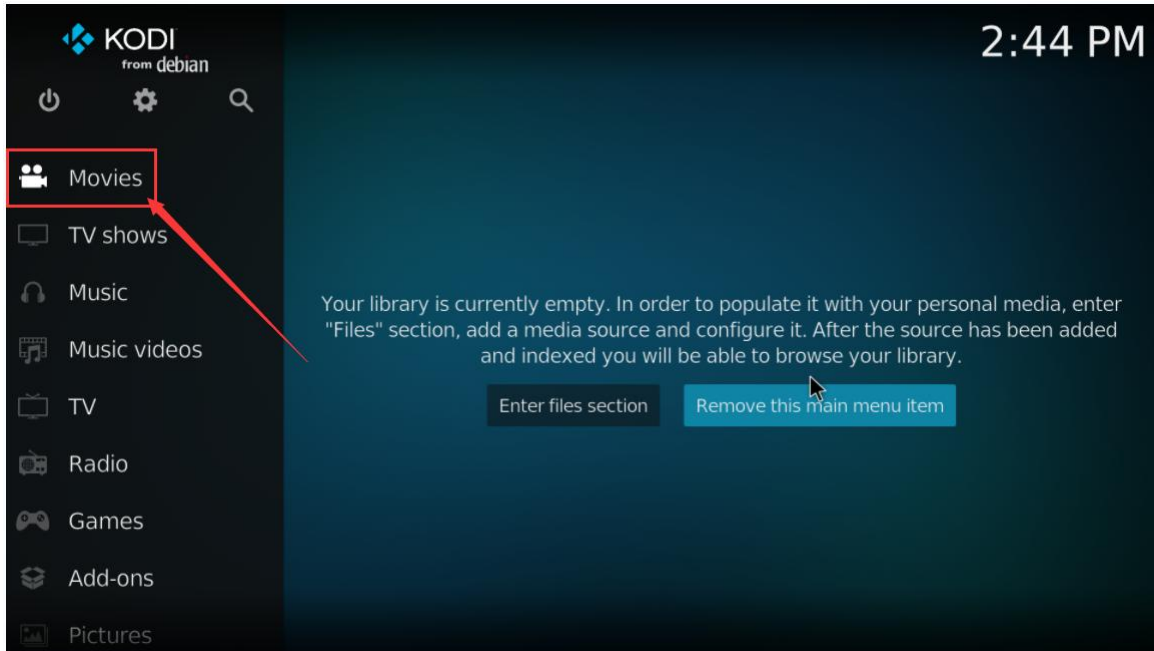 KODI
from debian
2:44 PM
Movies
TV shows
Music
Music videos
TV
Radio
Games
Add-ons
Pictures
Your library is currently empty. In order to populate it with your personal media, enter
"Files" section, add a media source and configure it. After the source has been added
and indexed you will be able to browse your library.
Enter files section
Remove this main menu item